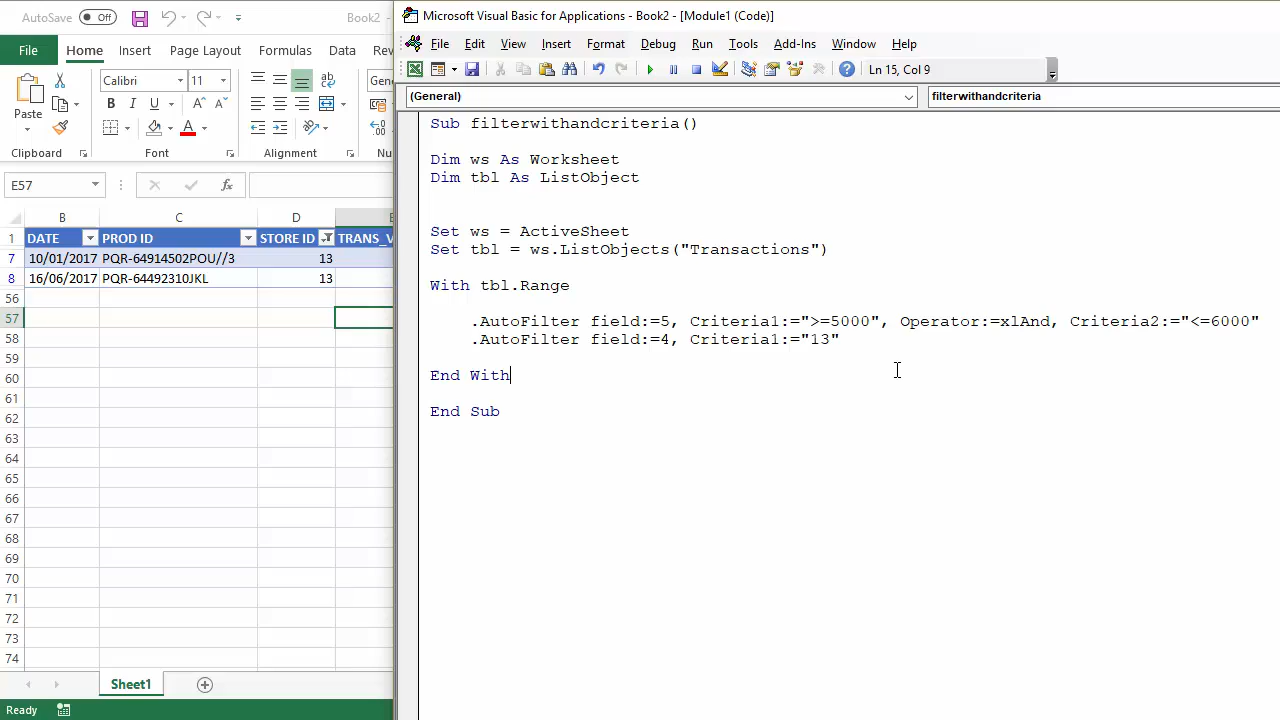 AutoSave Off Book2 -
File Home Insert Page Layout Formulas Data Rev
Paste Calibri 11 Gene
B I U A A
Clipboard Font Alignment Nu
E57 fx
B C D E
1 DATE PROD ID STORE ID TRANS_V
7 10/01/2017 PQR-64914502POU//3 13
8 16/06/2017 PQR-64492310JKL 13
56
57
58
59
60
61
62
63
64
65
66
67
68
69
70
71
72
73
74
Sheet1
Ready
Microsoft Visual Basic for Applications - Book2 - [Module1 (Code)]
File Edit View Insert Format Debug Run Tools Add-Ins Window Help
Ln 15, Col 9
(General) filterwithandcriteria
Sub filterwithandcriteria()
Dim ws As Worksheet
Dim tbl As ListObject
Set ws = ActiveSheet
Set tbl = ws.ListObjects("Transactions")
With tbl.Range
.AutoFilter field:=5, Criteria1:=">=5000", Operator:=xlAnd, Criteria2:="<=6000"
.AutoFilter field:=4, Criteria1:="13"
End With
End Sub